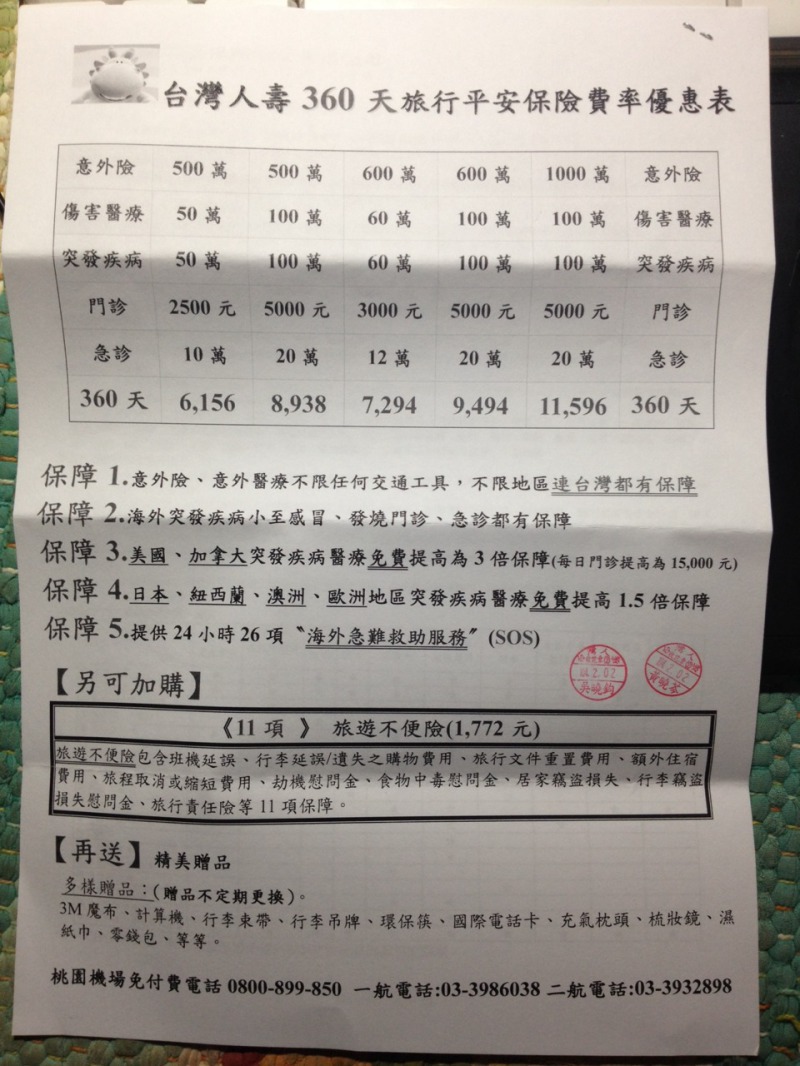 台灣人壽 360 天旅行平安保險費率優惠表
意外險 500 萬 500 萬 600 萬 600 萬 1000 萬 意外險
傷害醫療 50 萬 100 萬 60 萬 100 萬 100 萬 傷害醫療
突發疾病 50 萬 100 萬 60 萬 100 萬 100 萬 突發疾病
門診 2500 元 5000 元 3000 元 5000 元 5000 元 門診
急診 10 萬 20 萬 12 萬 20 萬 20 萬 急診
360 天 6,156 8,938 7,294 9,494 11,596 360 天
保障 1.意外險、意外醫療不限任何交通工具，不限地區連台灣都有保障
保障 2.海外突發疾病小至感冒、發燒門診、急診都有保障
保障 3.美國、加拿大突發疾病醫療免費提高為 3 倍保障(每日門診提高為 15,000 元)
保障 4.日本、紐西蘭、澳洲、歐洲地區突發疾病醫療免費提高 1.5 倍保障
保障 5.提供 24 小時 26 項〝海外急難救助服務〞(SOS)
【另可加購】
《11 項 》 旅遊不便險(1,772 元)
旅遊不便險包含班機延誤、行李延誤/遺失之購物費用、旅行文件重置費用、額外住宿
費用、旅程取消或縮短費用、劫機慰問金、食物中毒慰問金、居家竊盜損失、行李竊盜
損失慰問金、旅行責任險等 11 項保障。
【再送】精美贈品
多樣贈品：(贈品不定期更換)。
3M 魔布、計算機、行李束帶、行李吊牌、環保筷、國際電話卡、充氣枕頭、梳妝鏡、濕
紙巾、零錢包、等等。
桃園機場免付費電話 0800-899-850 一航電話:03-3986038 二航電話:03-3932898